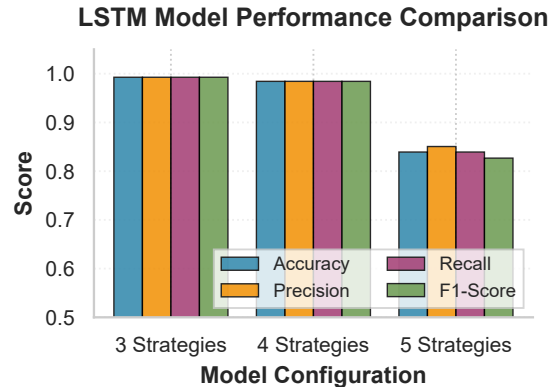 LSTM Model Performance Comparison
Score
1.0
0.9
0.8
0.7
0.6
0.5
Accuracy
Recall
Precision
F1-Score
3 Strategies
4 Strategies
5 Strategies
Model Configuration